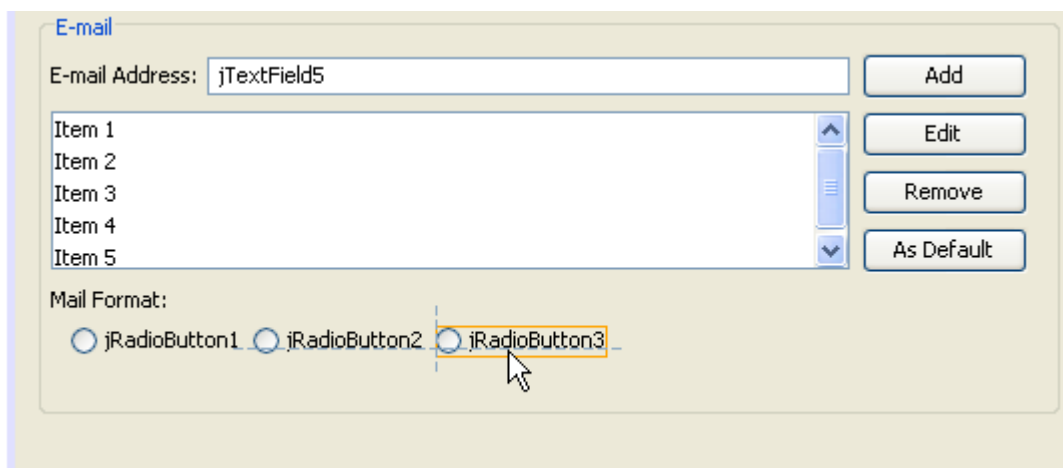 E-mail
E-mail Address: jTextField5 Add
Item 1 Edit
Item 2
Item 3 Remove
Item 4
Item 5 As Default
Mail Format:
jRadioButton1 jRadioButton2 jRadioButton3